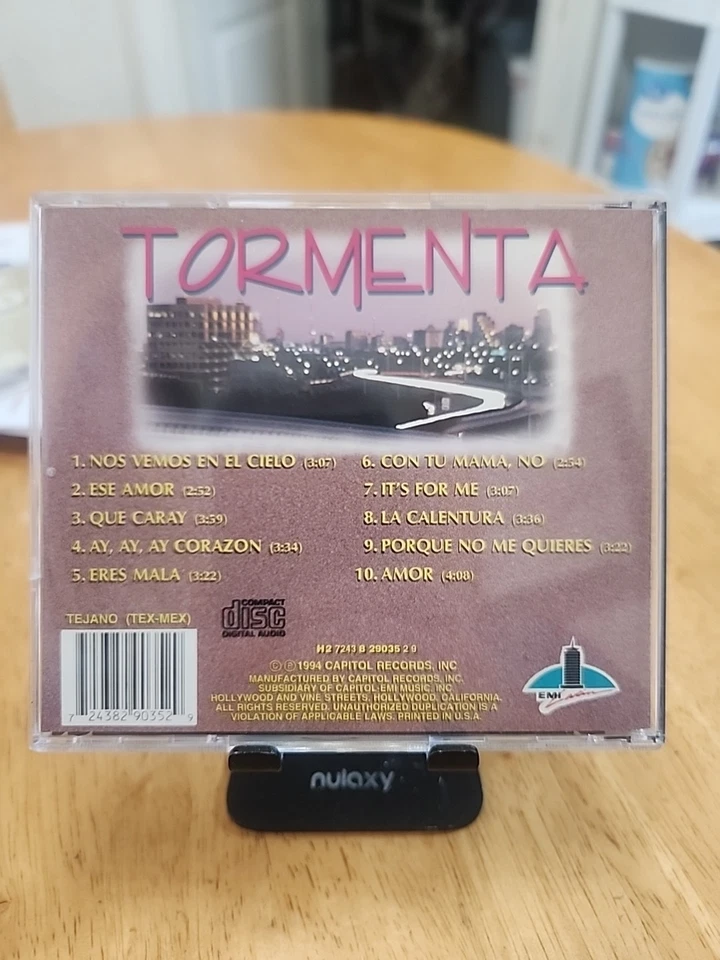 TORMENTA
1. NOS VEMOS EN EL CIELO (3:07)
2. ESE AMOR (2:52)
3. QUE CARAY (3:59)
4. AY, AY, AY CORAZON (3:34)
5. ERES MALA (3:22)
6. CON TU MAMA, NO (2:54)
7. IT'S FOR ME (3:07)
8. LA CALENTURA (3:36)
9. PORQUE NO ME QUIERES (3:22)
10. AMOR (4:08)
TEJANO (TEX-MEX)
7 24382 90352 9
COMPACT
disc
DIGITAL AUDIO
H2 7243 8 29035 2 9
© ℗ 1994 CAPITOL RECORDS, INC
MANUFACTURED BY CAPITOL RECORDS, INC.
SUBSIDIARY OF CAPITOL-EMI MUSIC, INC.
HOLLYWOOD AND VINE STREETS, HOLLYWOOD, CALIFORNIA.
ALL RIGHTS RESERVED. UNAUTHORIZED DUPLICATION IS A
VIOLATION OF APPLICABLE LAWS. PRINTED IN U.S.A.
EMI
Latin
nulaxy